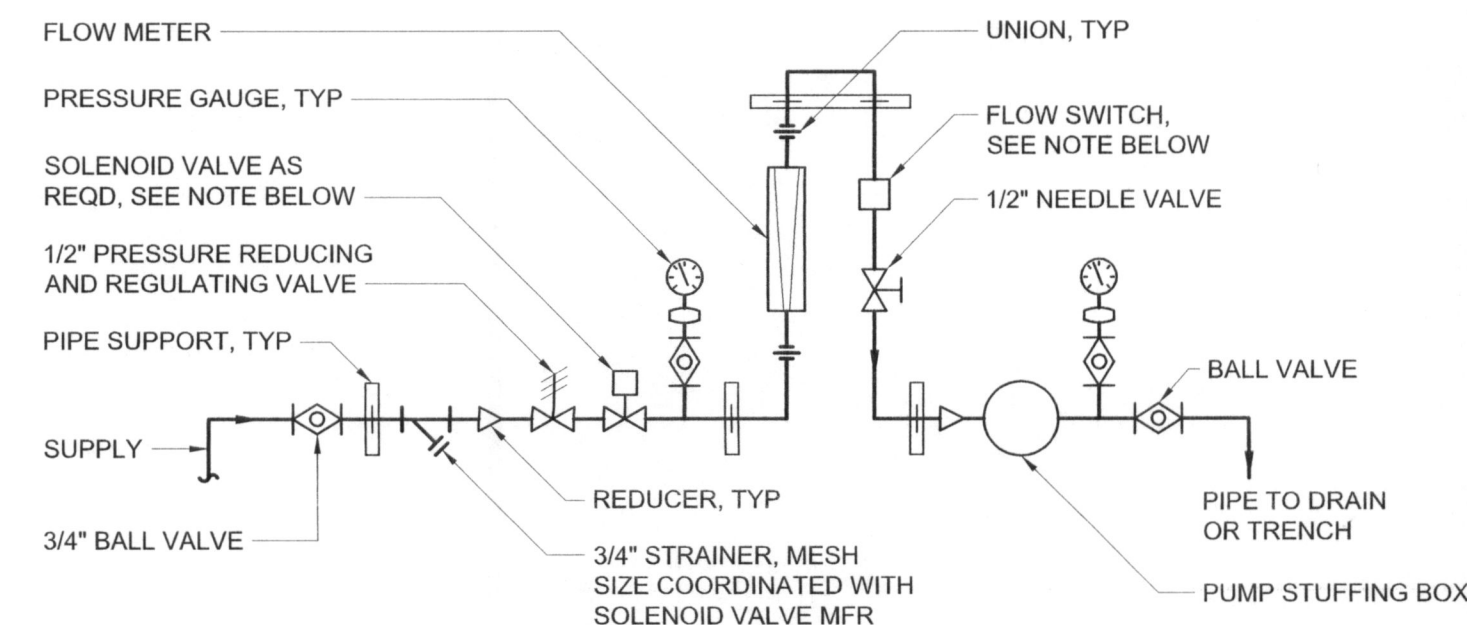 FLOW METER
PRESSURE GAUGE, TYP
SOLENOID VALVE AS
REQD, SEE NOTE BELOW
1/2" PRESSURE REDUCING
AND REGULATING VALVE
PIPE SUPPORT, TYP
SUPPLY
3/4" BALL VALVE
UNION, TYP
FLOW SWITCH,
SEE NOTE BELOW
1/2" NEEDLE VALVE
BALL VALVE
REDUCER, TYP
3/4" STRAINER, MESH
SIZE COORDINATED WITH
SOLENOID VALVE MFR
PIPE TO DRAIN
OR TRENCH
PUMP STUFFING BOX